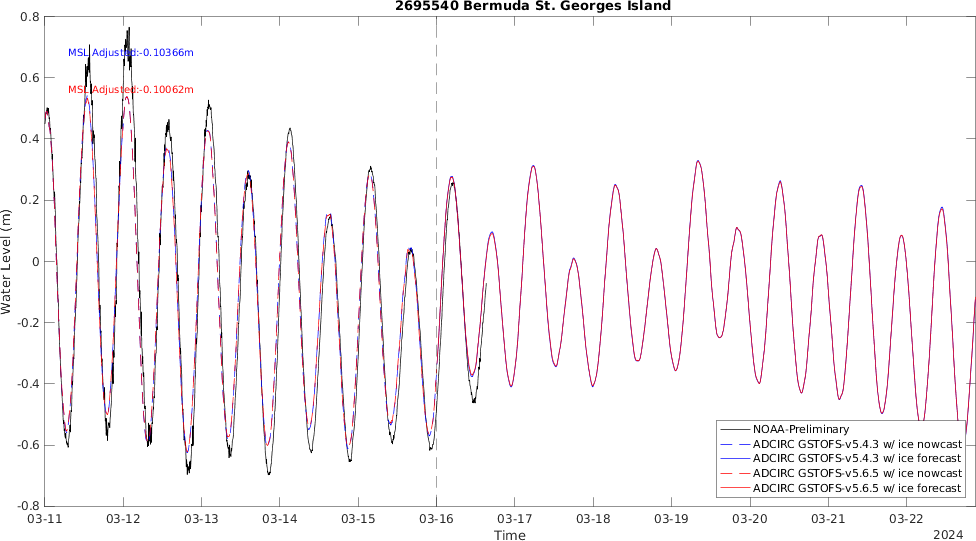 2695540 Bermuda St. Georges Island
MSL Adjusted:-0.10366m
MSL Adjusted:-0.10062m
Water Level (m)
0.8
0.6
0.4
0.2
0
-0.2
-0.4
-0.6
-0.8
NOAA-Preliminary
ADCIRC GSTOFS-v5.4.3 w/ ice nowcast
ADCIRC GSTOFS-v5.4.3 w/ ice forecast
ADCIRC GSTOFS-v5.6.5 w/ ice nowcast
ADCIRC GSTOFS-v5.6.5 w/ ice forecast
03-11 03-12 03-13 03-14 03-15 03-16 03-17 03-18 03-19 03-20 03-21 03-22
Time
2024